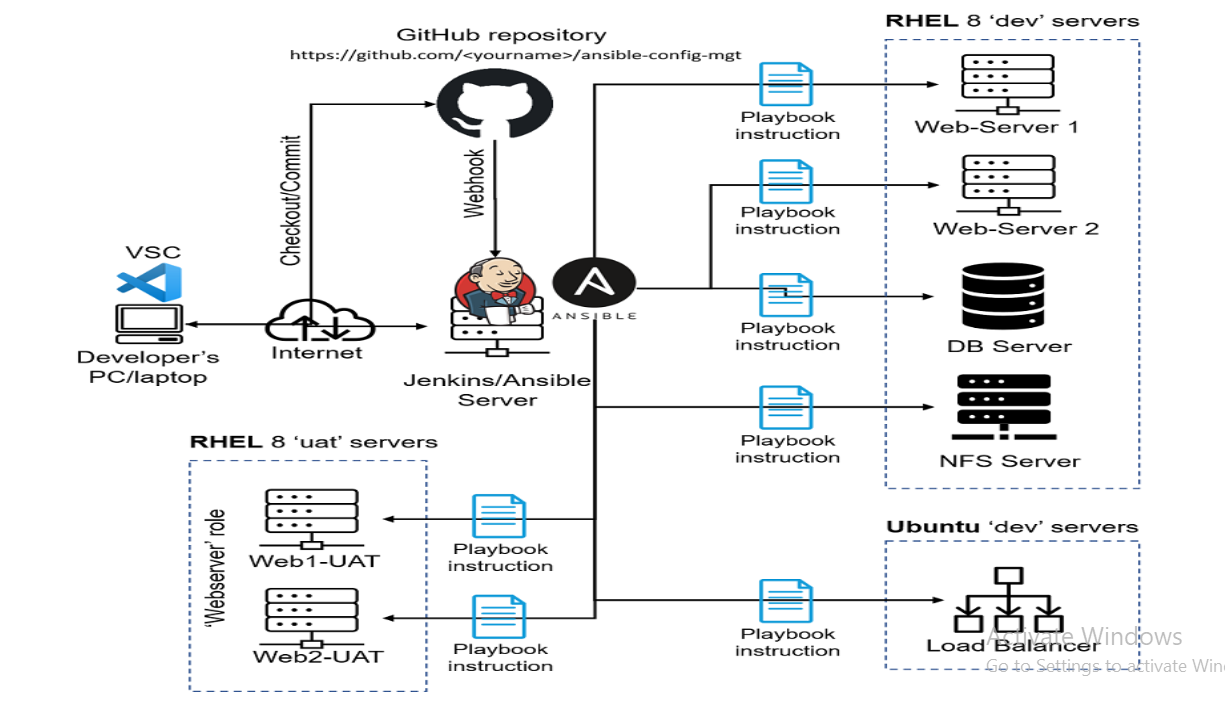 GitHub repository
https://github.com/<yourname>/ansible-config-mgt
RHEL 8 ‘dev’ servers
Playbook
instruction
Web-Server 1
Checkout/Commit
Webhook
Playbook
instruction
Web-Server 2
VSC
ANSIBLE
Playbook
instruction
DB Server
Developer’s
PC/laptop
Internet
Jenkins/Ansible
Server
Playbook
instruction
NFS Server
RHEL 8 ‘uat’ servers
‘Webserver’ role
Web1-UAT
Playbook
instruction
Web2-UAT
Playbook
instruction
Ubuntu ‘dev’ servers
Playbook
instruction
Load Balancer
Activate Windows
Go to Settings to activate Win